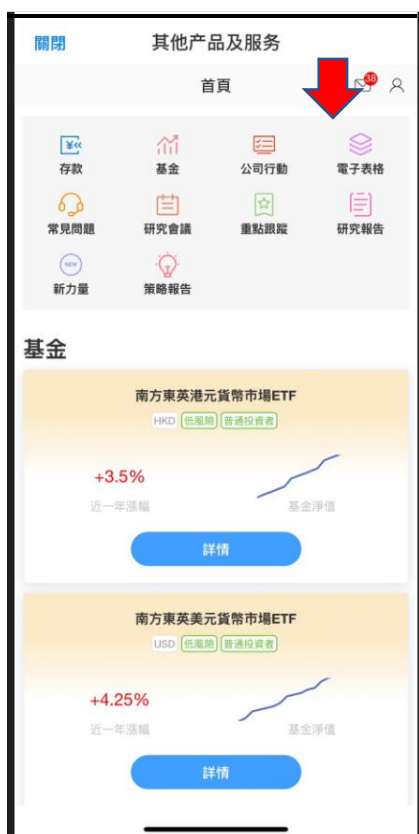 關閉 其他产品及服务
首頁 38
存款 基金 公司行動 電子表格
常見問題 研究會議 重點跟蹤 研究報告
NEW
新力量 策略報告
基金
南方東英港元貨幣市場ETF
HKD 低風險 普通投資者
+3.5%
近一年漲幅 基金淨值
詳情
南方東英美元貨幣市場ETF
USD 低風險 普通投資者
+4.25%
近一年漲幅 基金淨值
詳情